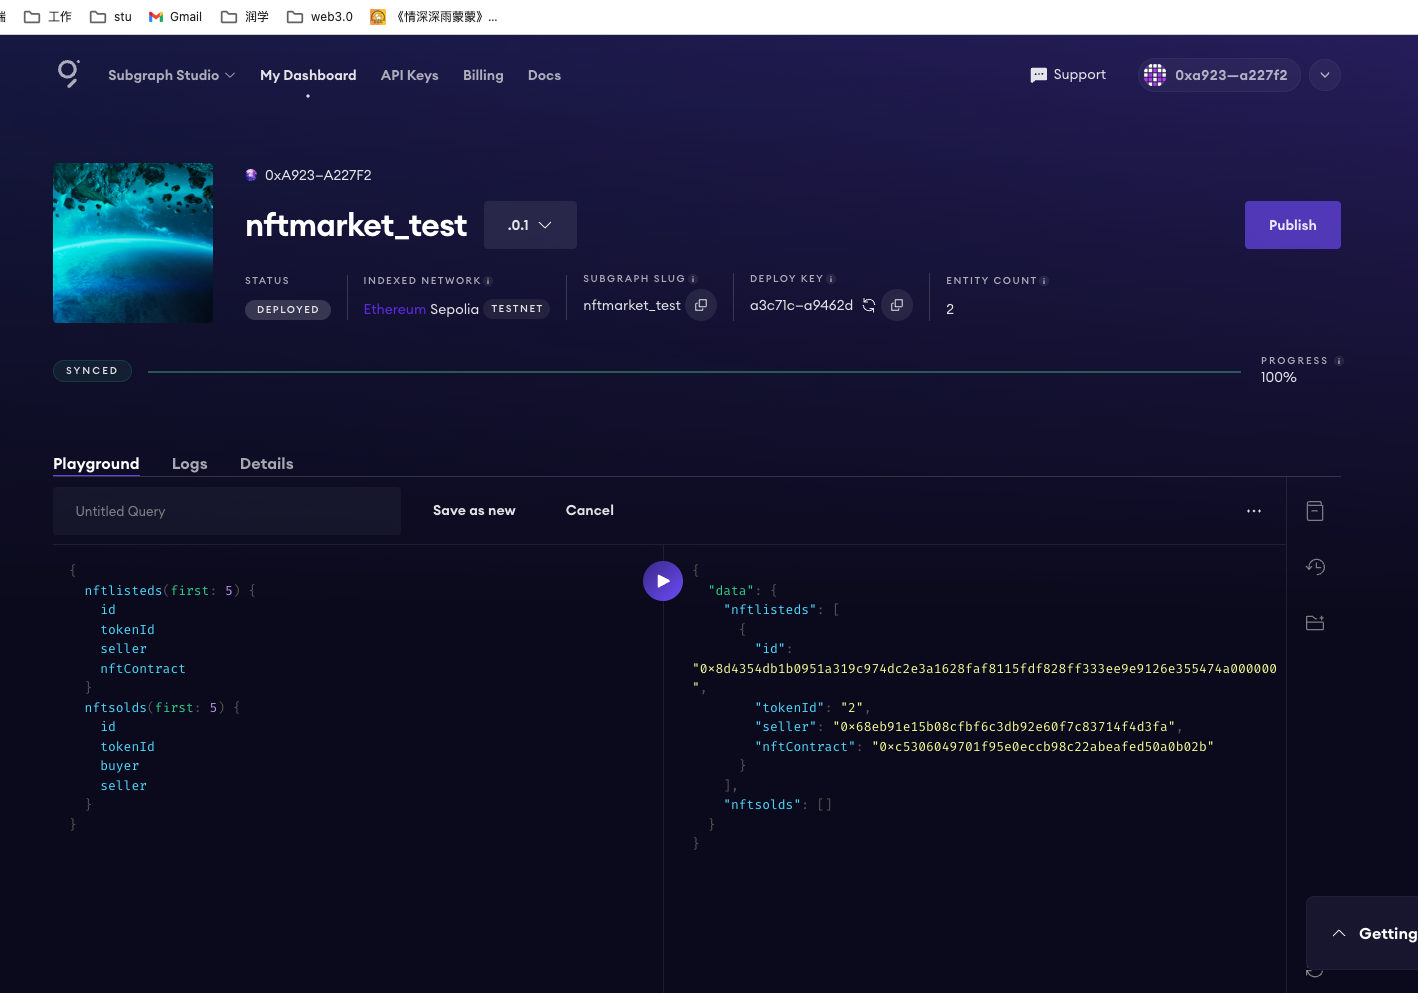 工作
stu
Gmail
润学
web3.0
《情深深雨蒙蒙》...
Subgraph Studio
My Dashboard
API Keys
Billing
Docs
Support
0xa923—a227f2
0xA923—A227F2
nftmarket_test
.0.1
Publish
STATUS
DEPLOYED
INDEXED NETWORK
Ethereum Sepolia TESTNET
SUBGRAPH SLUG
nftmarket_test
DEPLOY KEY
a3c71c—a9462d
ENTITY COUNT
2
SYNCED
PROGRESS
100%
Playground
Logs
Details
Untitled Query
Save as new
Cancel
{
nftlisteds(first: 5) {
id
tokenId
seller
nftContract
}
nftsolds(first: 5) {
id
tokenId
buyer
seller
}
}
{
"data": {
"nftlisteds": [
{
"id":
"0x8d4354db1b0951a319c974dc2e3a1628faf8115fdf828ff333ee9e9126e355474a000000
",
"tokenId": "2",
"seller": "0x68eb91e15b08cfbf6c3db92e60f7c83714f4d3fa",
"nftContract": "0xc5306049701f95e0eccb98c22abeafed50a0b02b"
}
],
"nftsolds": []
}
}
Getting